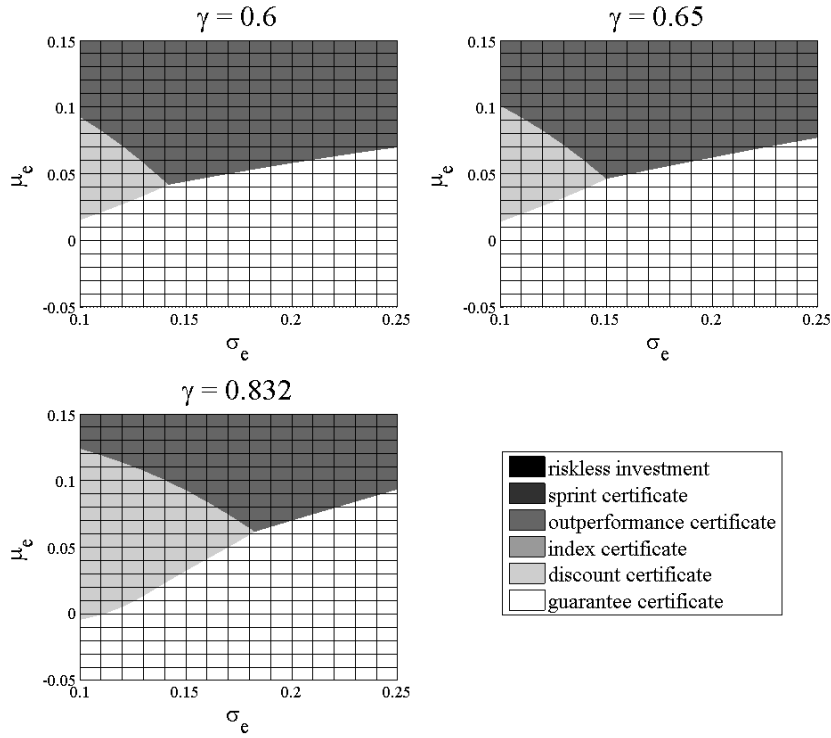 γ = 0.6
0.15
0.1
0.05
0
-0.05
μe
0.1 0.15 0.2 0.25
σe
γ = 0.65
0.15
0.1
0.05
0
-0.05
μe
0.1 0.15 0.2 0.25
σe
γ = 0.832
0.15
0.1
0.05
0
-0.05
μe
0.1 0.15 0.2 0.25
σe
riskless investment
sprint certificate
outperformance certificate
index certificate
discount certificate
guarantee certificate